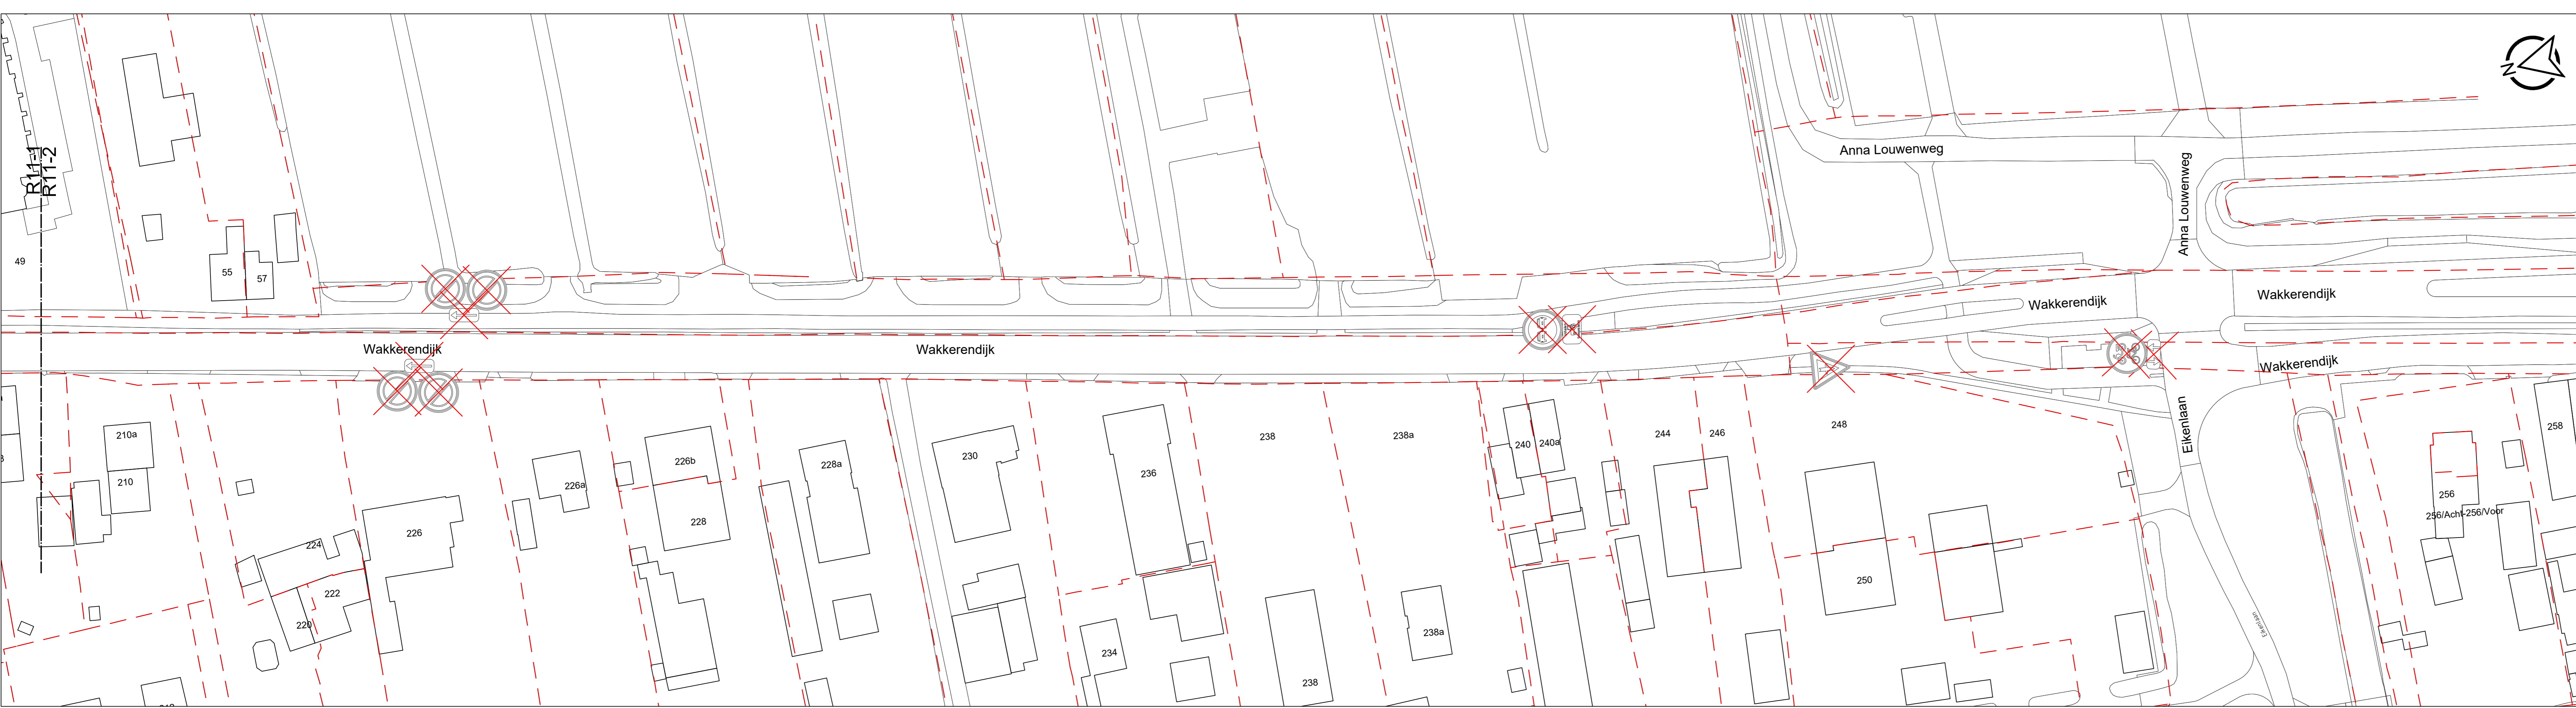 N
R11-1
R11-2
Anna Louwenweg
Anna Louwenweg
49
55
57
Wakkerendijk
Wakkerendijk
Wakkerendijk
Wakkerendijk
Wakkerendijk
Eikenlaan
210a
210
224
222
220
226
226a
226b
228
228a
230
236
234
238
238a
238
238a
240
240a
244
246
248
250
256
256/Acht-256/Voor
258
Eikenlaan